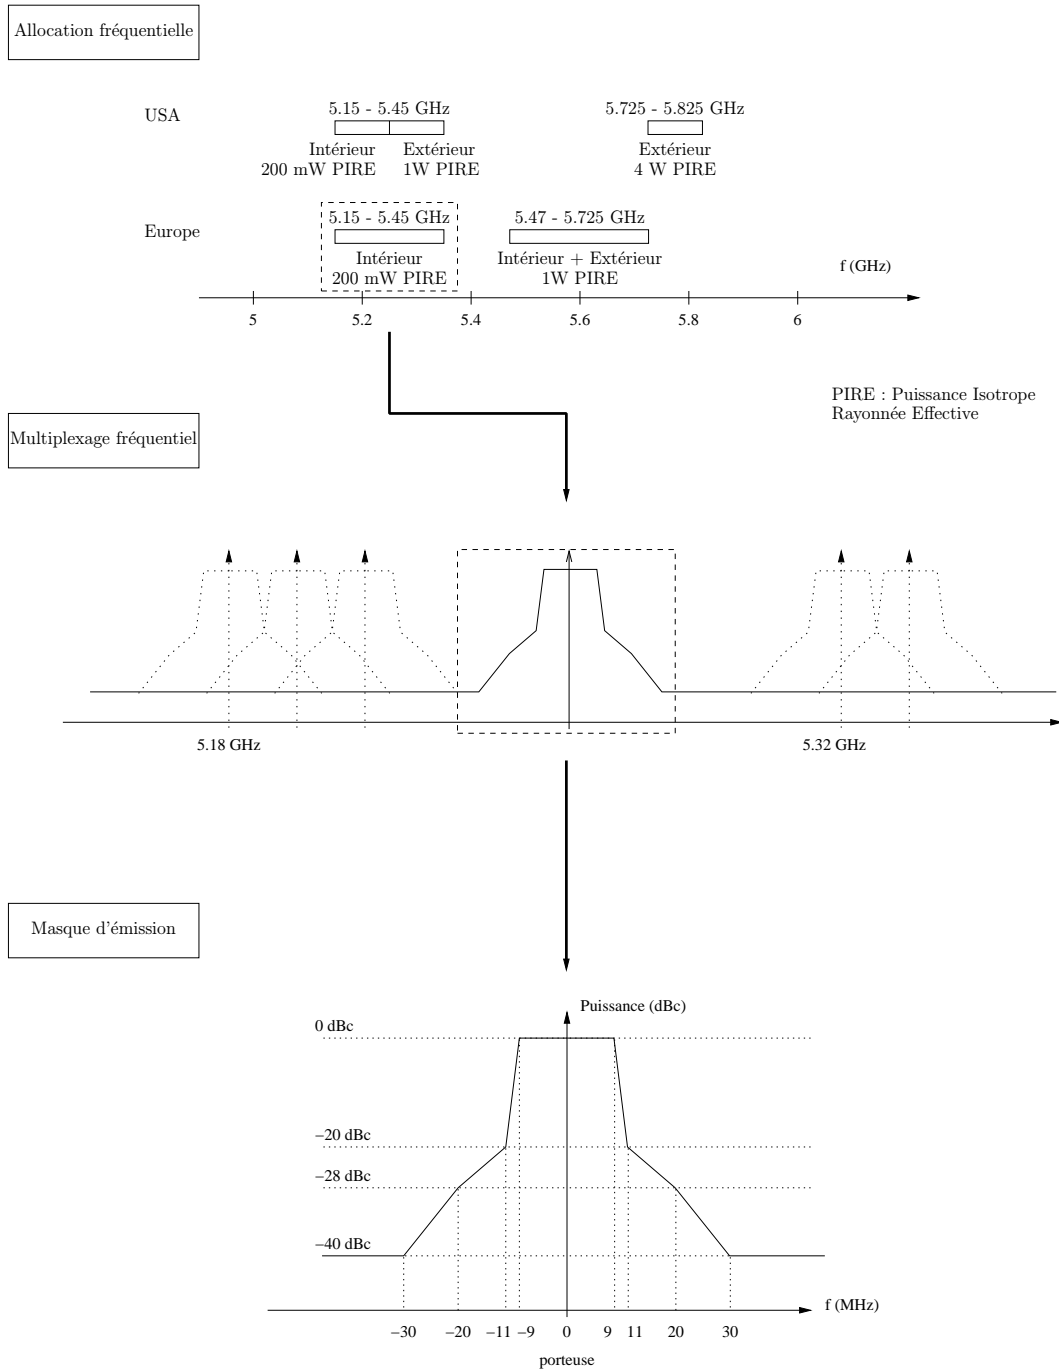 Allocation fréquentielle
USA
5.15 - 5.45 GHz
5.725 - 5.825 GHz
Intérieur
200 mW PIRE
Extérieur
1W PIRE
Extérieur
4 W PIRE
Europe
5.15 - 5.45 GHz
5.47 - 5.725 GHz
Intérieur
200 mW PIRE
Intérieur + Extérieur
1W PIRE
f (GHz)
5 5.2 5.4 5.6 5.8 6
PIRE : Puissance Isotrope
Rayonnée Effective
Multiplexage fréquentiel
5.18 GHz 5.32 GHz
Masque d'émission
Puissance (dBc)
0 dBc
−20 dBc
−28 dBc
−40 dBc
f (MHz)
−30 −20 −11 −9 0 9 11 20 30
porteuse